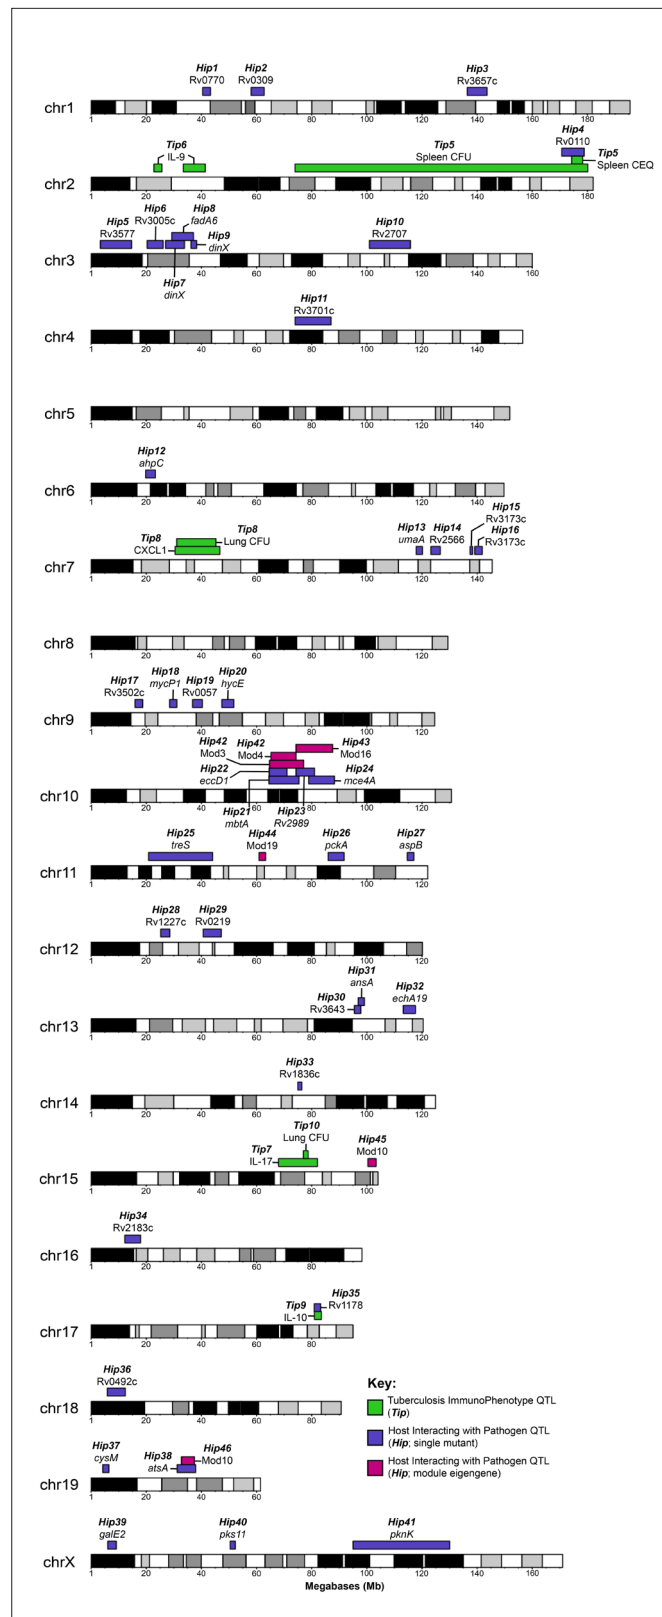 Hip1
Rv0770
Hip2
Rv0309
Hip3
Rv3657c
chr1
1 20 40 60 80 100 120 140 160 180
Tip6
IL-9
Tip5
Spleen CFU
Hip4
Rv0110
Tip5
Spleen CEQ
chr2
1 20 40 60 80 100 120 140 160 180
Hip5
Rv3577
Hip6
Rv3005c
Hip8
fadA6
Hip9
dinX
Hip10
Rv2707
Hip7
dinX
chr3
1 20 40 60 80 100 120 140 160
Hip11
Rv3701c
chr4
1 20 40 60 80 100 120 140
chr5
1 20 40 60 80 100 120 140
Hip12
ahpC
chr6
1 20 40 60 80 100 120 140
Tip8
CXCL1
Tip8
Lung CFU
Hip13
umaA
Hip14
Rv2566
Hip15
Rv3173c
Hip16
Rv3173c
chr7
1 20 40 60 80 100 120 140
chr8
1 20 40 60 80 100 120
Hip17
Rv3502c
Hip18
mycP1
Hip19
Rv0057
Hip20
hycE
chr9
1 20 40 60 80 100 120
Hip42
Mod3
Hip42
Mod4
Hip43
Mod16
Hip22
eccD1
Hip24
mce4A
Hip21
mbtA
Hip23
Rv2989
chr10
1 20 40 60 80 100 120
Hip25
treS
Hip44
Mod19
Hip26
pckA
Hip27
aspB
chr11
1 20 40 60 80 100 120
Hip28
Rv1227c
Hip29
Rv0219
chr12
1 20 40 60 80 100 120
Hip31
ansA
Hip30
Rv3643
Hip32
echA19
chr13
1 20 40 60 80 100 120
Hip33
Rv1836c
chr14
1 20 40 60 80 100 120
Tip10
Lung CFU
Tip7
IL-17
Hip45
Mod10
chr15
1 20 40 60 80 100
Hip34
Rv2183c
chr16
1 20 40 60 80
Tip9
IL-10
Hip35
Rv1178
chr17
1 20 40 60 80
Hip36
Rv0492c
chr18
1 20 40 60 80
Key:
Tuberculosis ImmunoPhenotype QTL
(Tip)
Host Interacting with Pathogen QTL
(Hip; single mutant)
Host Interacting with Pathogen QTL
(Hip; module eigengene)
Hip37
cysM
Hip38
atsA
Hip46
Mod10
chr19
1 20 40 60
Hip39
galE2
Hip40
pks11
Hip41
pknK
chrX
1 20 40 60 80 100 120 140 160
Megabases (Mb)